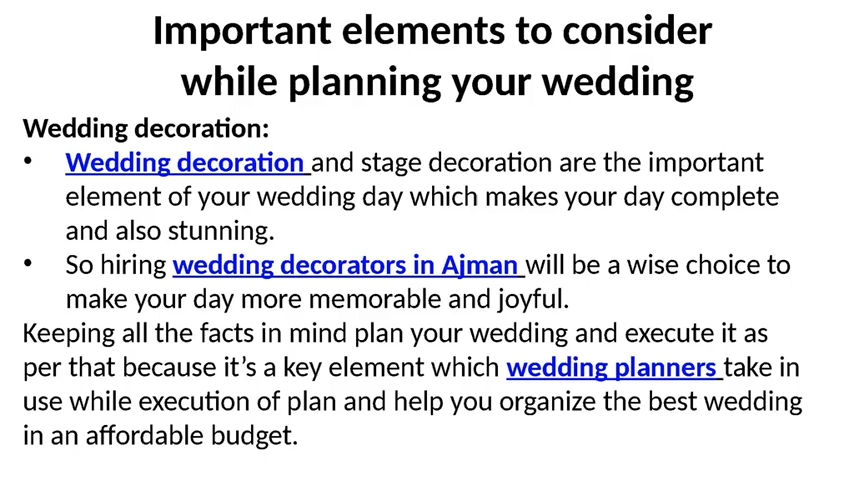 Important elements to consider
while planning your wedding
Wedding decoration:
• Wedding decoration and stage decoration are the important
element of your wedding day which makes your day complete
and also stunning.
• So hiring wedding decorators in Ajman will be a wise choice to
make your day more memorable and joyful.
Keeping all the facts in mind plan your wedding and execute it as
per that because it’s a key element which wedding planners take in
use while execution of plan and help you organize the best wedding
in an affordable budget.